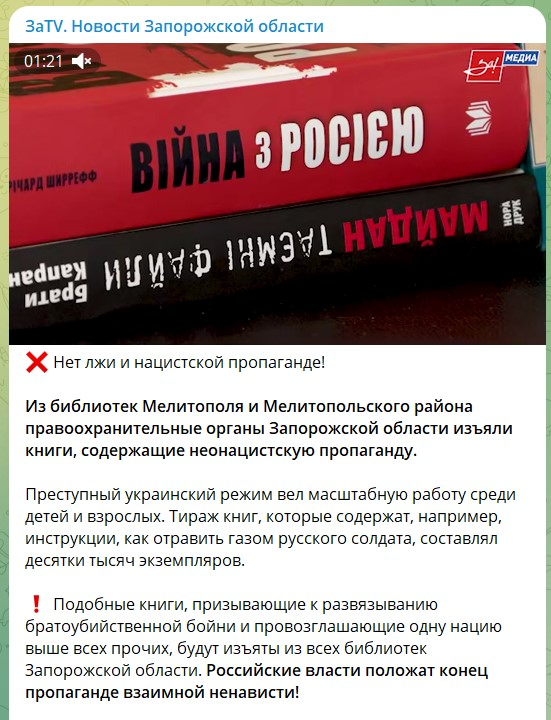 ЗаTV. Новости Запорожской области
01:21
За!
МЕДИА
ІЧАРД ШИРРЕФФ
ВІЙНА З РОСІЄЮ
Брати
Капран
МАЙДАН ТАЄМНІ ФАЙЛИ
НОРА
ДРУК
❌ Нет лжи и нацистской пропаганде!
Из библиотек Мелитополя и Мелитопольского района
правоохранительные органы Запорожской области изъяли
книги, содержащие неонацистскую пропаганду.
Преступный украинский режим вел масштабную работу среди
детей и взрослых. Тираж книг, которые содержат, например,
инструкции, как отравить газом русского солдата, составлял
десятки тысяч экземпляров.
❗ Подобные книги, призывающие к развязыванию
братоубийственной бойни и провозглашающие одну нацию
выше всех прочих, будут изъяты из всех библиотек
Запорожской области. Российские власти положат конец
пропаганде взаимной ненависти!